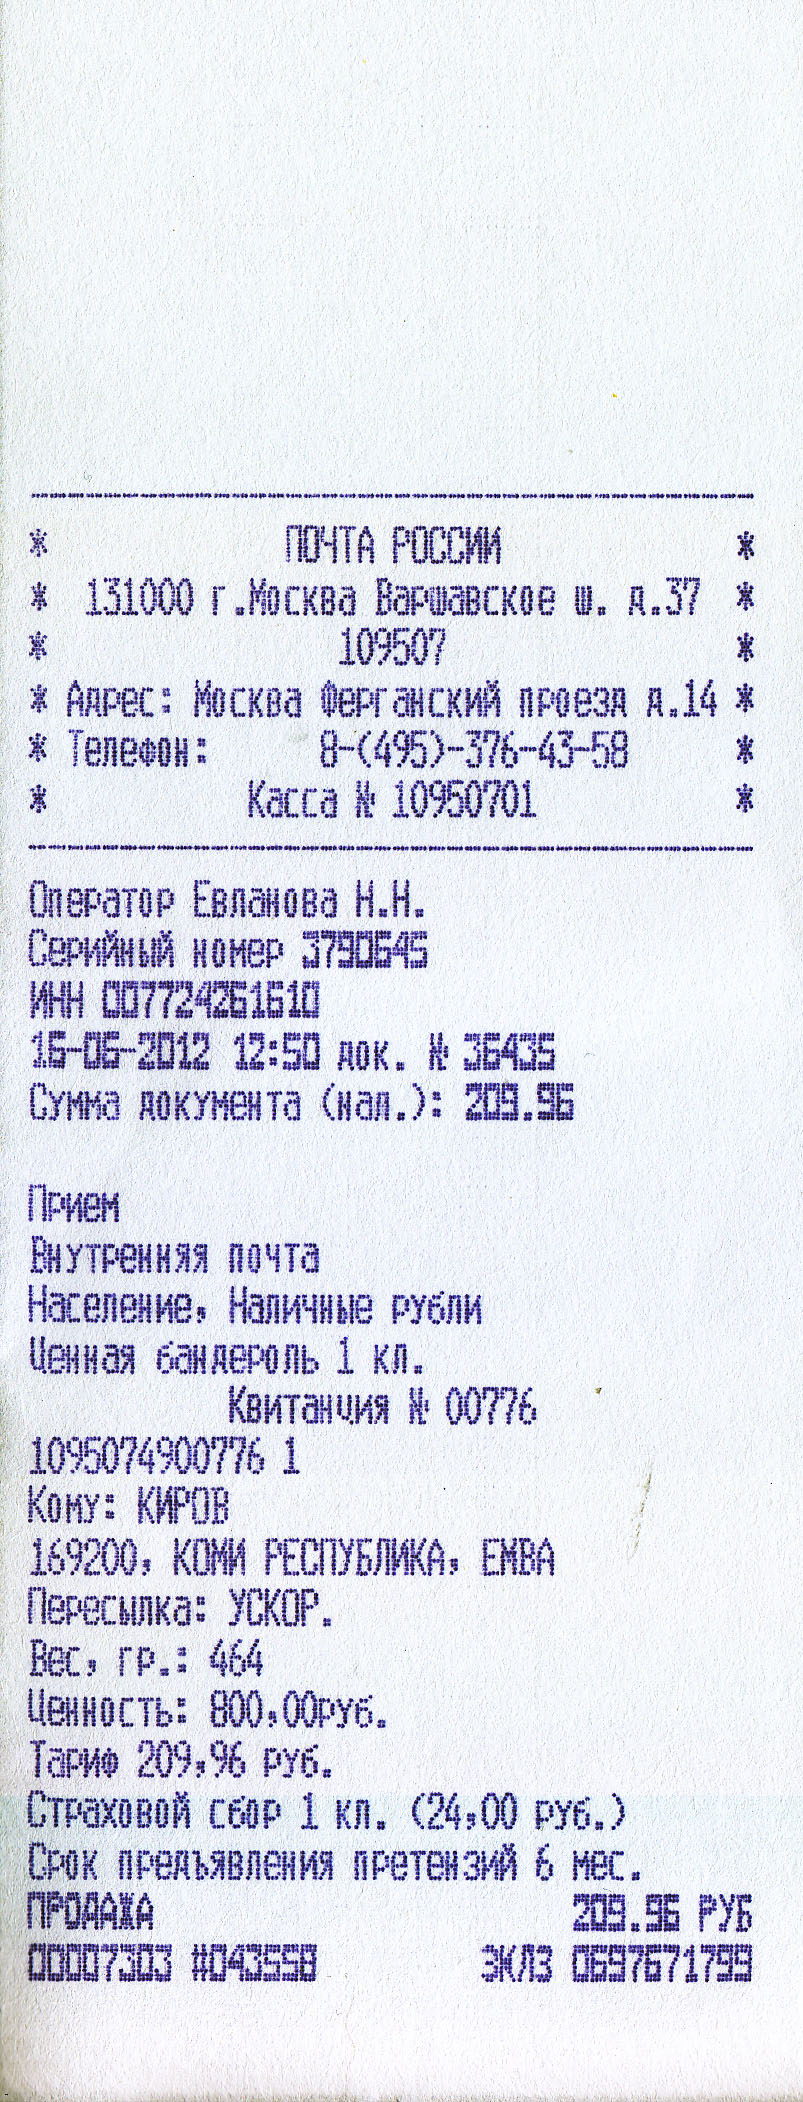 * ПОЧТА РОССИИ *
* 131000 г.Москва Варшавское ш. д.37 *
* 109507 *
* Адрес: Москва Ферганский проезд д.14 *
* Телефон: 8-(495)-376-43-58 *
* Касса № 10950701 *
Оператор Евланова Н.Н.
Серийный номер 3790645
ИНН 007724261610
16-06-2012 12:50 док. № 36435
Сумма документа (нал.): 209.96
Прием
Внутренняя почта
Население, Наличные рубли
Ценная бандероль 1 кл.
Квитанция № 00776
1095074900776 1
Кому: КИРОВ
169200, КОМИ РЕСПУБЛИКА, ЕМВА
Пересылка: УСКОР.
Вес, гр.: 464
Ценность: 800,00руб.
Тариф 209,96 руб.
Страховой сбор 1 кл. (24,00 руб.)
Срок предъявления претензий 6 мес.
ПРОДАЖА 209.96 РУБ
00007303 #043558 ЭКЛЗ 0697671799